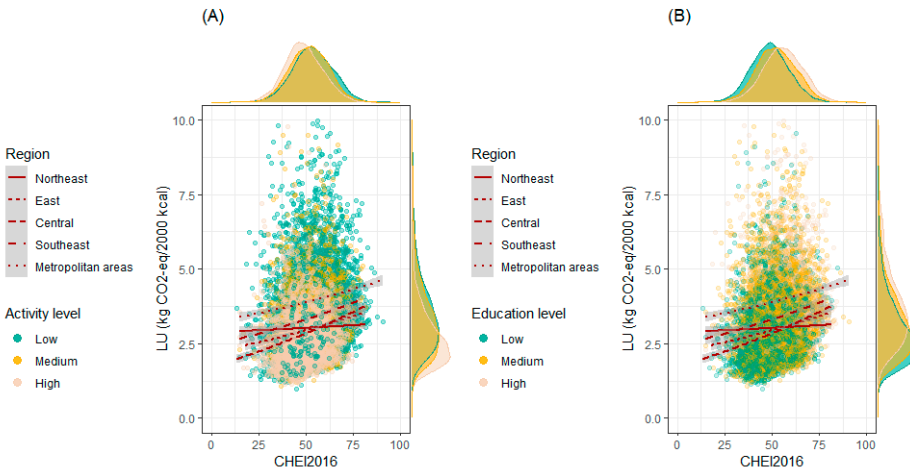 (A)
(B)
Region
Northeast
East
Central
Southeast
Metropolitan areas
Activity level
Low
Medium
High
LU (kg CO2-eq/2000 kcal)
10.0
7.5
5.0
2.5
0.0
0
25
50
75
100
CHEI2016
Region
Northeast
East
Central
Southeast
Metropolitan areas
Education level
Low
Medium
High
LU (kg CO2-eq/2000 kcal)
10.0
7.5
5.0
2.5
0.0
0
25
50
75
100
CHEI2016